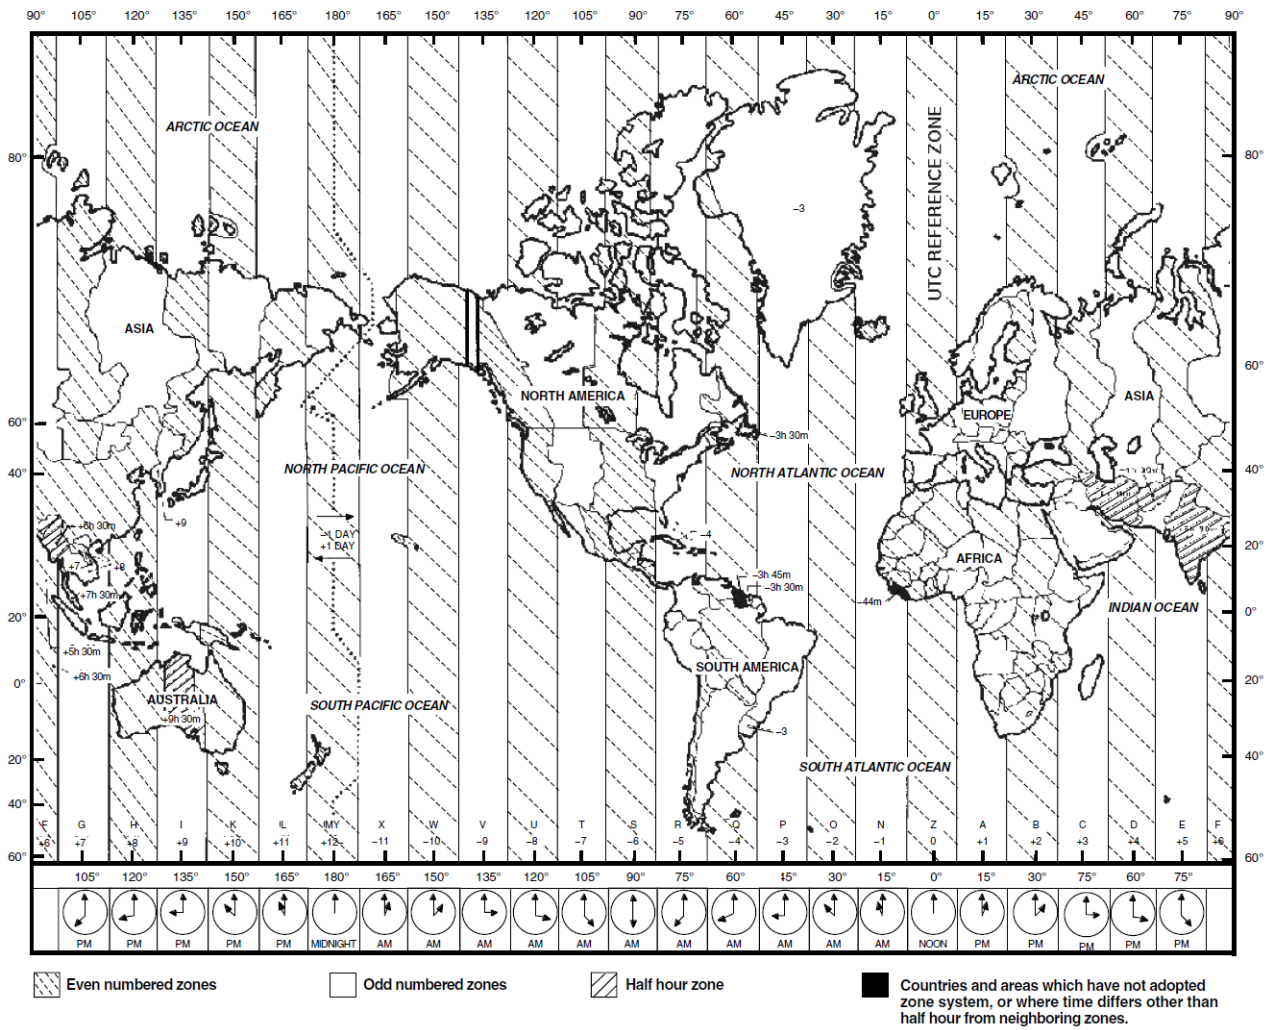 90° 105° 120° 135° 150° 165° 180° 165° 150° 135° 120° 105° 90° 75° 60° 45° 30° 15° 0° 15° 30° 45° 60° 75° 90°
ARCTIC OCEAN
ARCTIC OCEAN
UTC REFERENCE ZONE
80°
80°
–3
ASIA
60°
NORTH AMERICA
ASIA
EUROPE
60°
–3h 30m
NORTH PACIFIC OCEAN
NORTH ATLANTIC OCEAN
40°
40°
+9
+6h 30m
–1 DAY
+1 DAY
–4
20°
AFRICA
+7
+8
–3h 45m
–3h 30m
+7h 30m
–44m
INDIAN OCEAN
0°
20°
+5h 30m
+6h 30m
SOUTH AMERICA
20°
0°
AUSTRALIA
+9h 30m
SOUTH PACIFIC OCEAN
–3
20°
SOUTH ATLANTIC OCEAN
40°
40°
F G H I K L MY X W V U T S R Q P O N Z A B C D E F
+6 +7 +8 +9 +10 +11 +12– –11 –10 –9 –8 –7 –6 –5 –4 –3 –2 –1 0 +1 +2 +3 +4 +5 +6
60°
60°
105° 120° 135° 150° 165° 180° 165° 150° 135° 120° 105° 90° 75° 60° 45° 30° 15° 0° 15° 30° 45° 60° 75°
PM PM PM PM PM MIDNIGHT AM AM AM AM AM AM AM AM AM AM AM NOON PM PM PM PM PM
Even numbered zones
Odd numbered zones
Half hour zone
Countries and areas which have not adopted
zone system, or where time differs other than
half hour from neighboring zones.